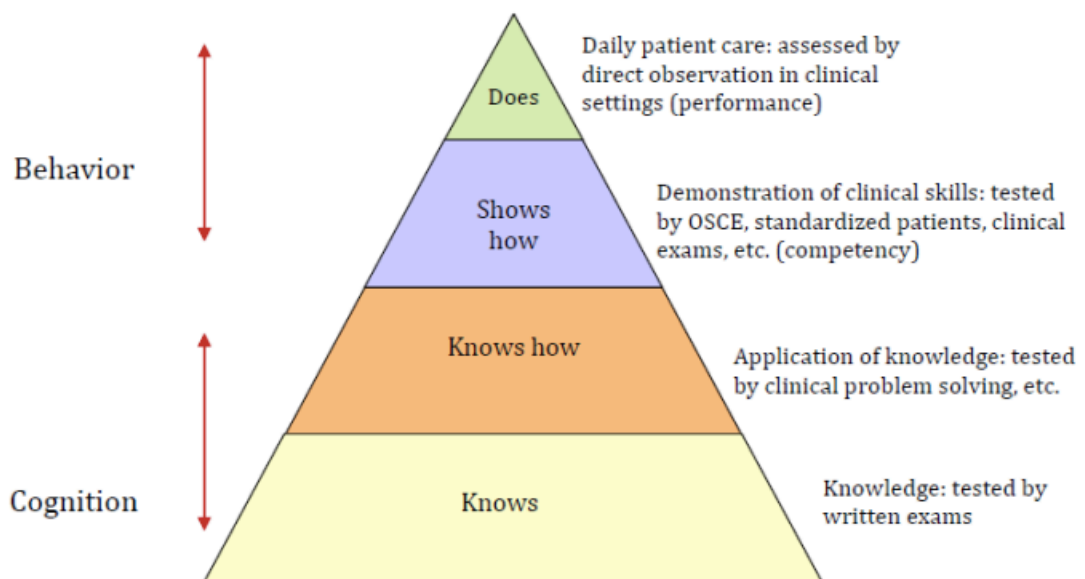 Daily patient care: assessed by
direct observation in clinical
settings (performance)
Does
Behavior
Demonstration of clinical skills: tested
by OSCE, standardized patients, clinical
exams, etc. (competency)
Shows
how
Knows how
Application of knowledge: tested
by clinical problem solving, etc.
Cognition
Knows
Knowledge: tested by
written exams